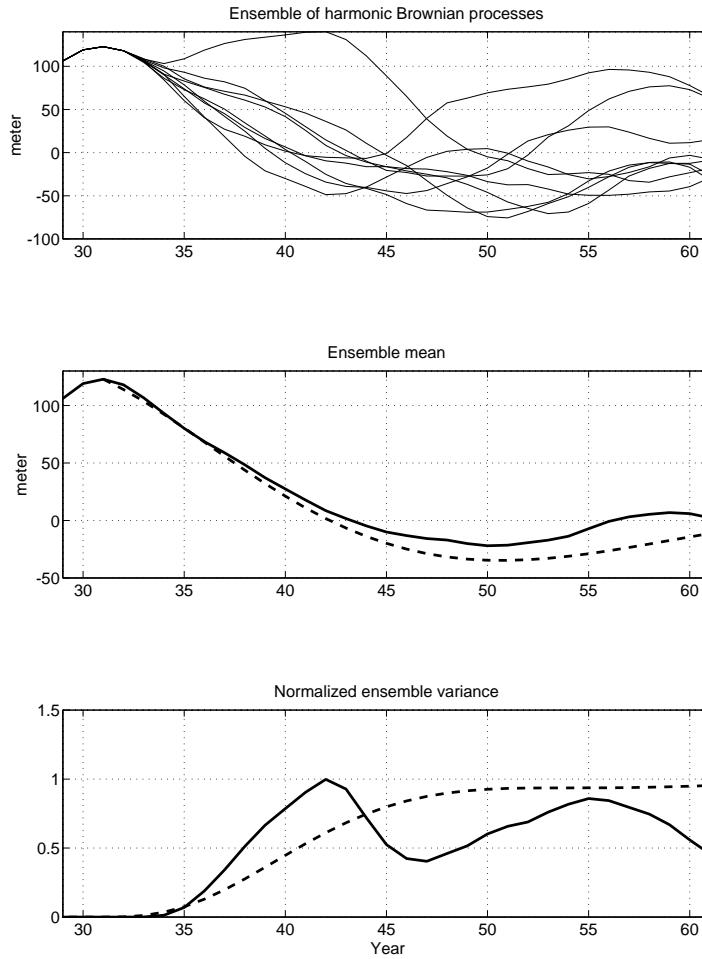 Ensemble of harmonic Brownian processes
100
50
0
-50
-100
meter
30 35 40 45 50 55 60
Ensemble mean
100
50
0
-50
meter
30 35 40 45 50 55 60
Normalized ensemble variance
1.5
1
0.5
0
30 35 40 45 50 55 60
Year